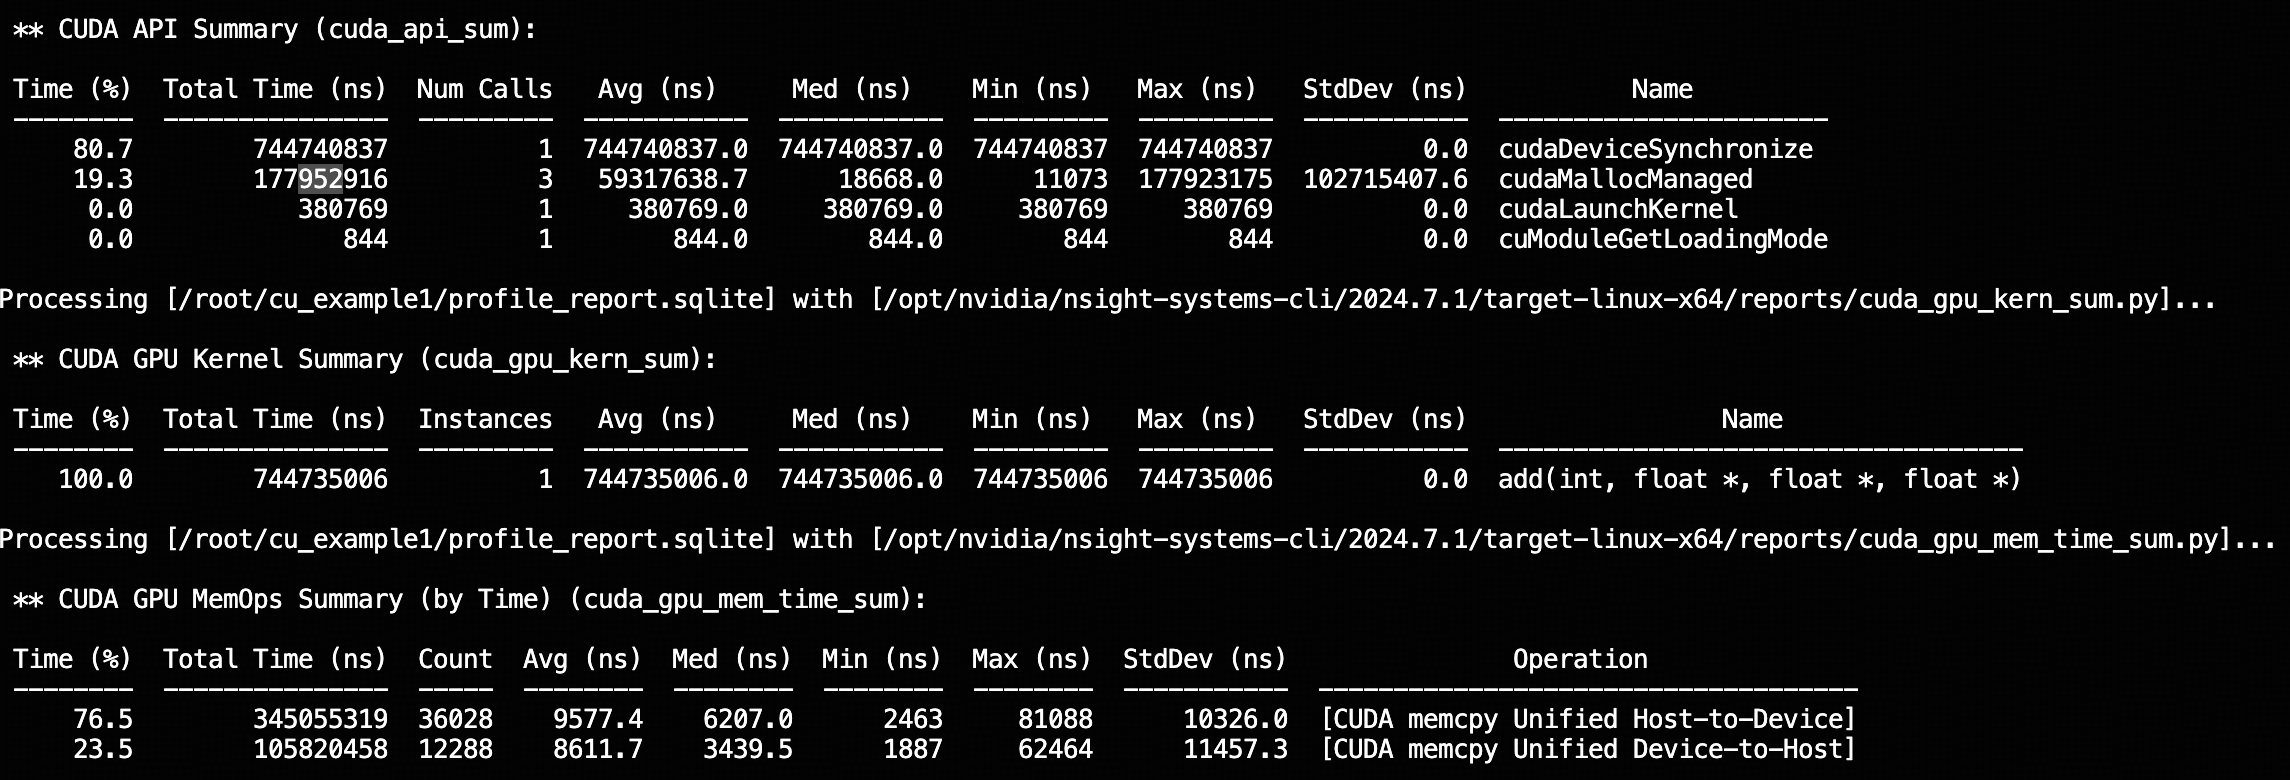 ** CUDA API Summary (cuda_api_sum):
Time (%)  Total Time (ns)  Num Calls   Avg (ns)     Med (ns)    Min (ns)   Max (ns)   StdDev (ns)           Name
--------  ---------------  ---------  -----------  -----------  ---------  ---------  -----------  ----------------------
80.7        744740837          1  744740837.0  744740837.0  744740837  744740837          0.0  cudaDeviceSynchronize
19.3        177952916          3   59317638.7      18668.0      11073  177923175  102715407.6  cudaMallocManaged
0.0           380769          1     380769.0     380769.0     380769     380769          0.0  cudaLaunchKernel
0.0              844          1        844.0        844.0        844        844          0.0  cuModuleGetLoadingMode
Processing [/root/cu_example1/profile_report.sqlite] with [/opt/nvidia/nsight-systems-cli/2024.7.1/target-linux-x64/reports/cuda_gpu_kern_sum.py]...
** CUDA GPU Kernel Summary (cuda_gpu_kern_sum):
Time (%)  Total Time (ns)  Instances   Avg (ns)     Med (ns)    Min (ns)   Max (ns)   StdDev (ns)                 Name
--------  ---------------  ---------  -----------  -----------  ---------  ---------  -----------  -----------------------------------
100.0        744735006          1  744735006.0  744735006.0  744735006  744735006          0.0  add(int, float *, float *, float *)
Processing [/root/cu_example1/profile_report.sqlite] with [/opt/nvidia/nsight-systems-cli/2024.7.1/target-linux-x64/reports/cuda_gpu_mem_time_sum.py]...
** CUDA GPU MemOps Summary (by Time) (cuda_gpu_mem_time_sum):
Time (%)  Total Time (ns)  Count  Avg (ns)  Med (ns)  Min (ns)  Max (ns)  StdDev (ns)               Operation
--------  ---------------  -----  --------  --------  --------  --------  -----------  ------------------------------------
76.5        345055319  36028    9577.4    6207.0      2463     81088      10326.0  [CUDA memcpy Unified Host-to-Device]
23.5        105820458  12288    8611.7    3439.5      1887     62464      11457.3  [CUDA memcpy Unified Device-to-Host]